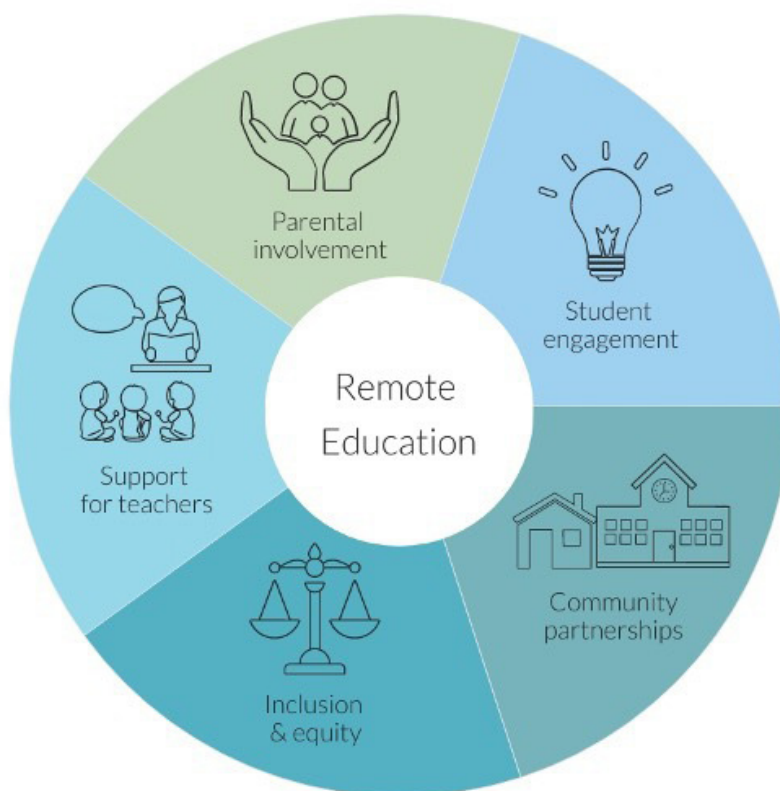 Parental
involvement
Student
engagement
Support
for teachers
Remote
Education
Community
partnerships
Inclusion
& equity